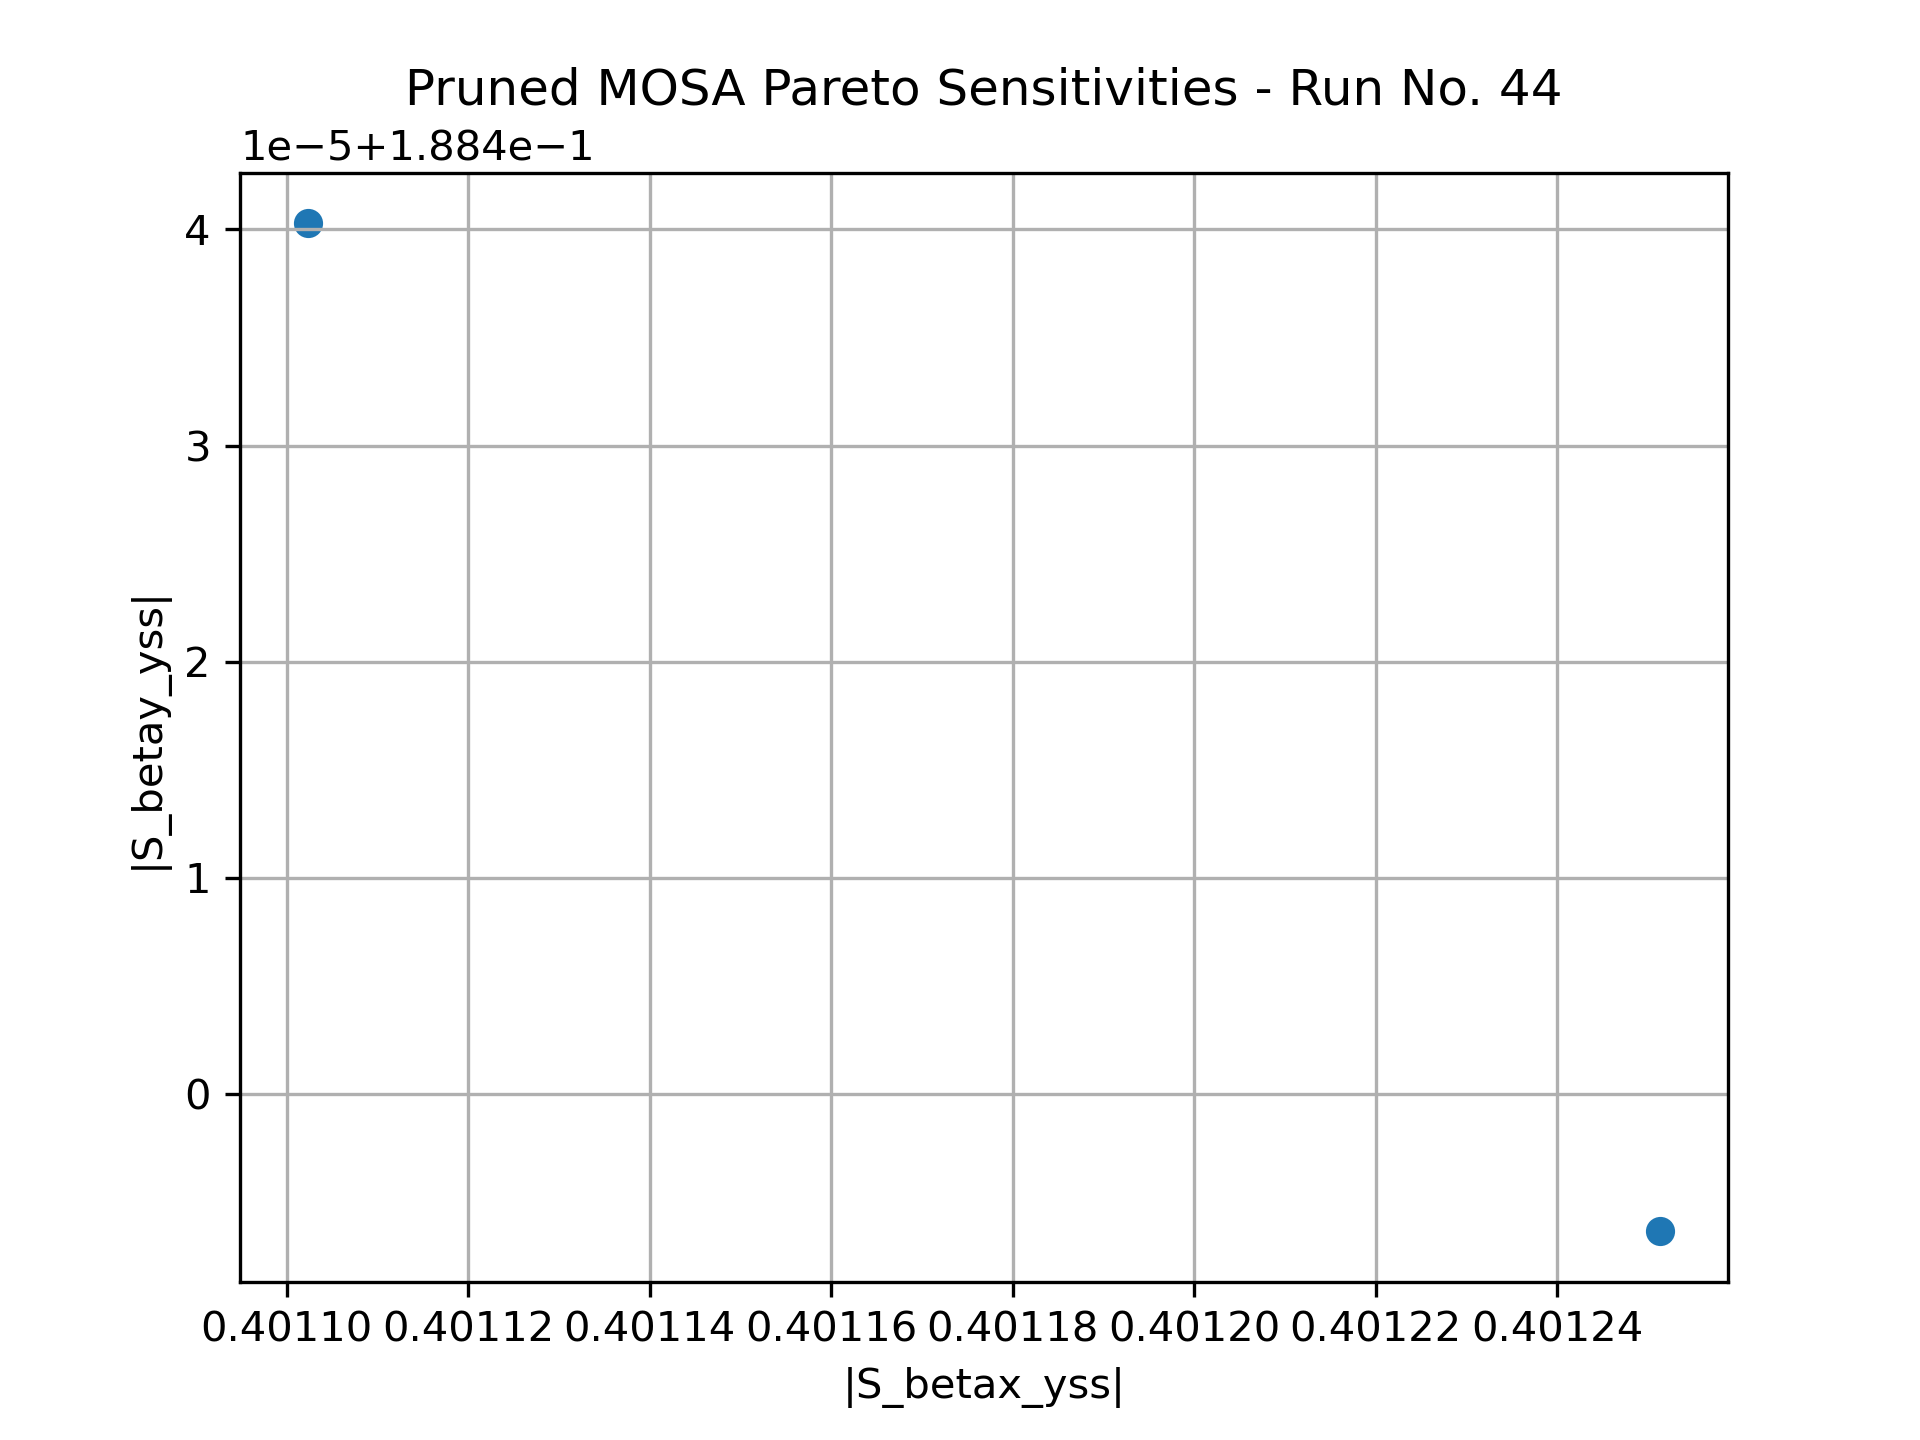 Pruned MOSA Pareto Sensitivities - Run No. 44
1e−5+1.884e−1
4
3
2
1
0
|S_betay_yss|
0.40110 0.40112 0.40114 0.40116 0.40118 0.40120 0.40122 0.40124
|S_betax_yss|